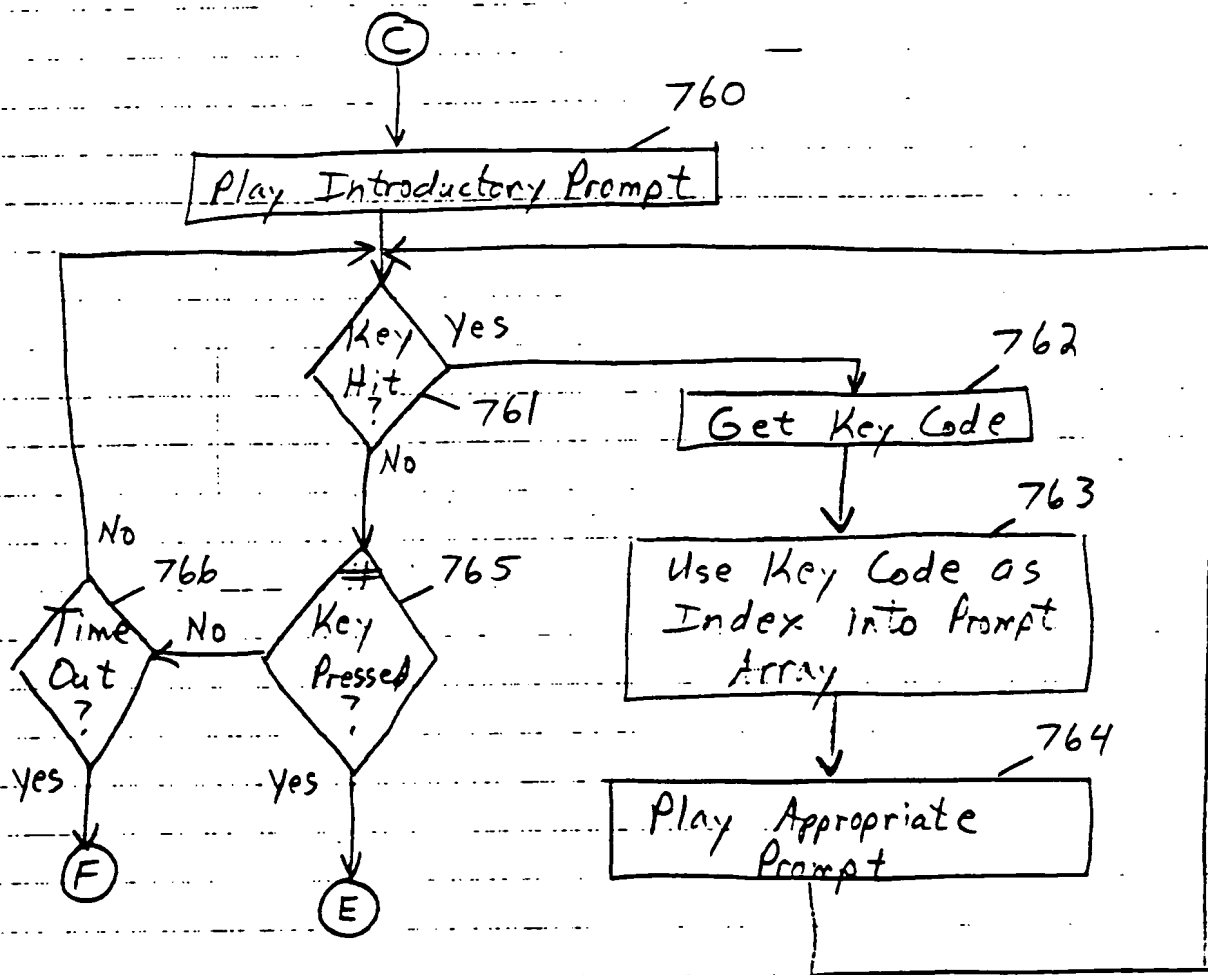 C
760
Play Introductory Prompt
Key
Hit
?
Yes
761
No
762
Get Key Code
763
Use Key Code as
Index into Prompt
Array
764
Play Appropriate
Prompt
#
Key
Pressed
?
765
No
Yes
E
766
Time
Out
?
No
Yes
F